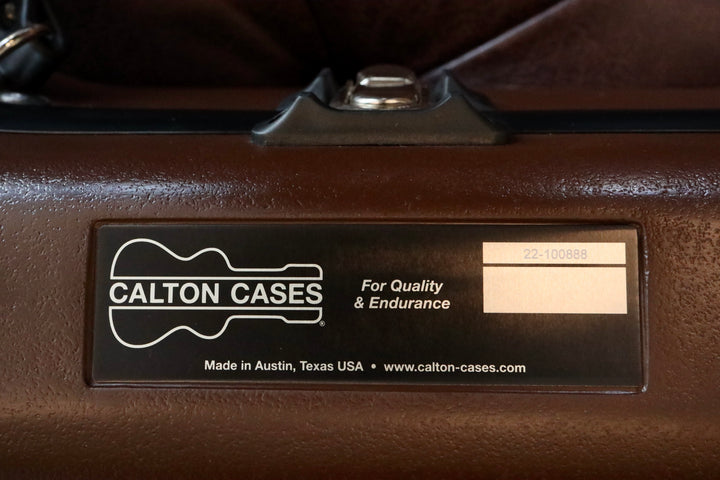 CALTON CASES
®
For Quality
& Endurance
22-100888
Made in Austin, Texas USA • www.calton-cases.com